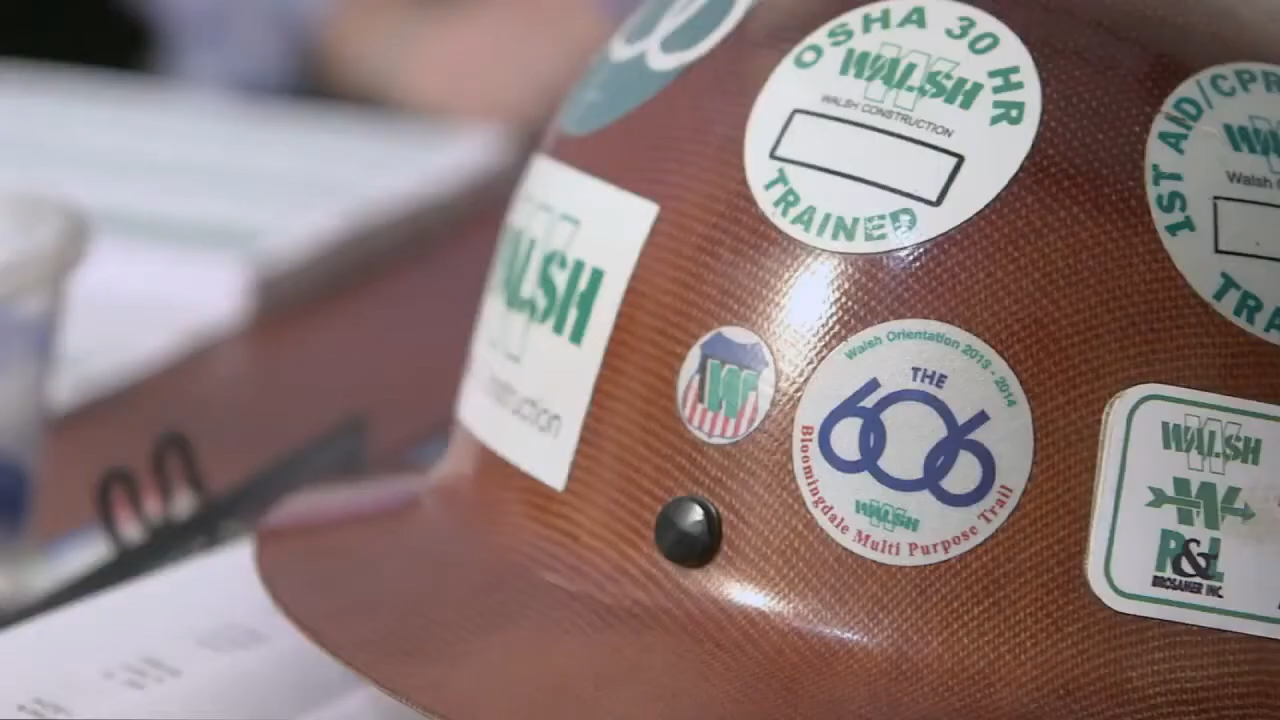 OSHA 30 HR
WALSH
WALSH CONSTRUCTION
TRAINED
1ST AID/CPR
Walsh
WALSH
W
Walsh Orientation 2013 - 2014
THE
606
WALSH
Bloomingdale Multi Purpose Trail
WALSH
W
R&L
BROSAMER INC.